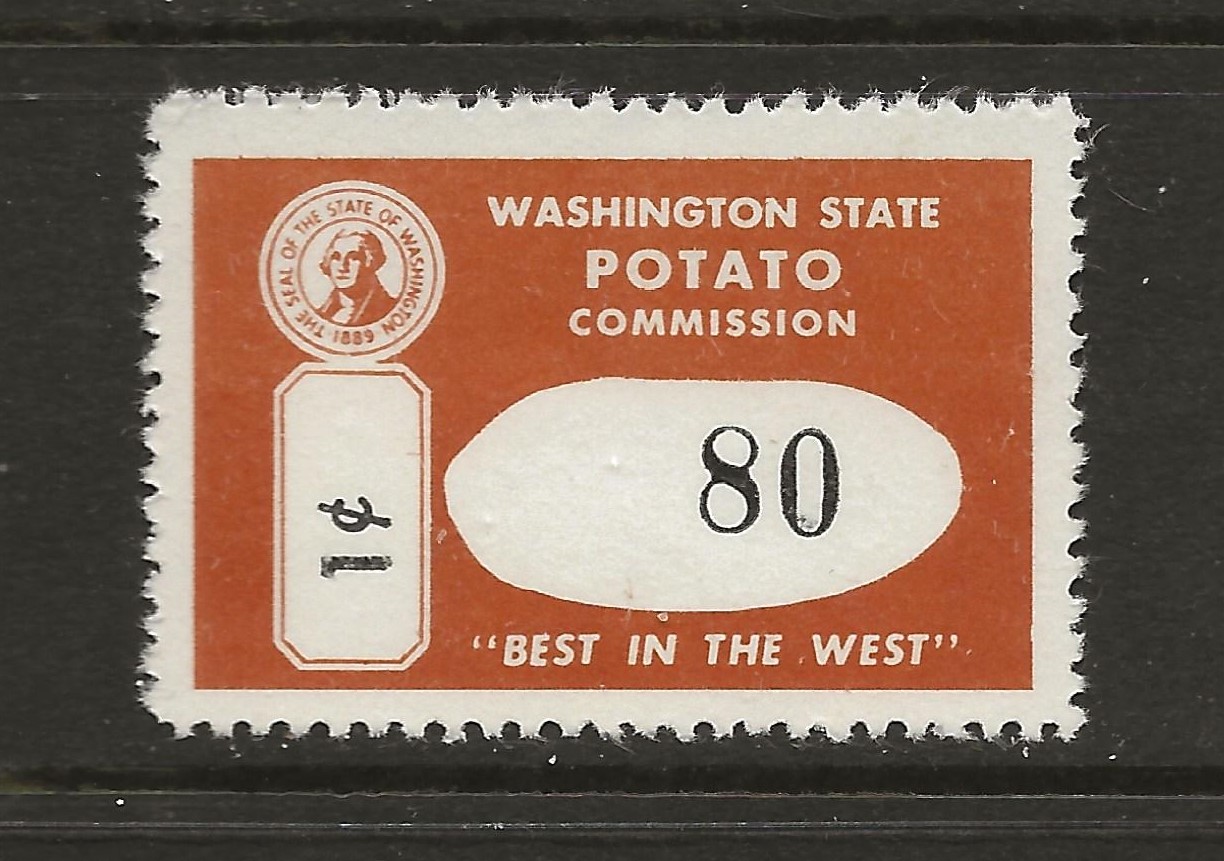 THE SEAL OF THE STATE OF WASHINGTON
1889
WASHINGTON STATE
POTATO
COMMISSION
1¢
80
“BEST IN THE WEST”